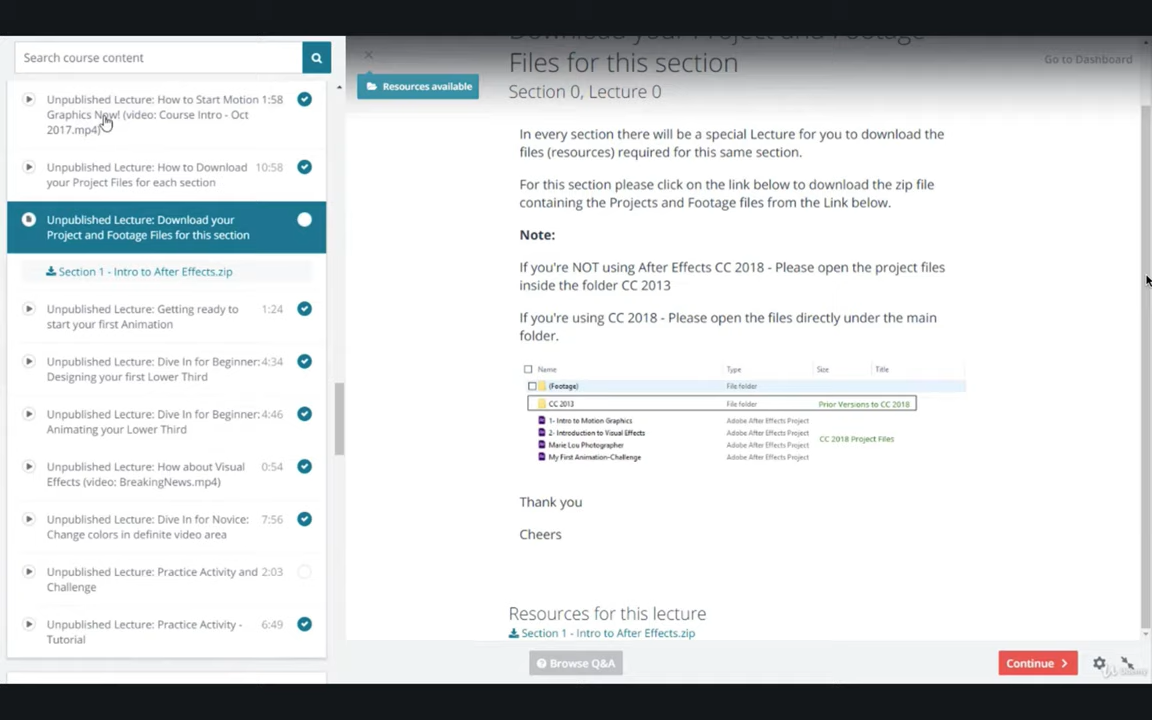 Search course content
Unpublished Lecture: How to Start Motion 1:58
Graphics Now! (video: Course Intro - Oct
2017.mp4)
Unpublished Lecture: How to Download 10:58
your Project Files for each section
Unpublished Lecture: Download your
Project and Footage Files for this section
Section 1 - Intro to After Effects.zip
Unpublished Lecture: Getting ready to 1:24
start your first Animation
Unpublished Lecture: Dive In for Beginner: 4:34
Designing your first Lower Third
Unpublished Lecture: Dive In for Beginner: 4:46
Animating your Lower Third
Unpublished Lecture: How about Visual 0:54
Effects (video: BreakingNews.mp4)
Unpublished Lecture: Dive In for Novice: 7:56
Change colors in definite video area
Unpublished Lecture: Practice Activity and 2:03
Challenge
Unpublished Lecture: Practice Activity - 6:49
Tutorial
Resources available
Go to Dashboard
Download your Project and Footage
Files for this section
Section 0, Lecture 0
In every section there will be a special Lecture for you to download the
files (resources) required for this same section.
For this section please click on the link below to download the zip file
containing the Projects and Footage files from the Link below.
Note:
If you're NOT using After Effects CC 2018 - Please open the project files
inside the folder CC 2013
If you're using CC 2018 - Please open the files directly under the main
folder.
Name Type Size Title
(Footage) File folder
CC 2013 File folder Prior Versions to CC 2018
1- Intro to Motion Graphics Adobe After Effects Project
2- Introduction to Visual Effects Adobe After Effects Project
CC 2018 Project Files
Marie Lou Photographer Adobe After Effects Project
My First Animation-Challenge Adobe After Effects Project
Thank you
Cheers
Resources for this lecture
Section 1 - Intro to After Effects.zip
Browse Q&A
Continue
Udemy